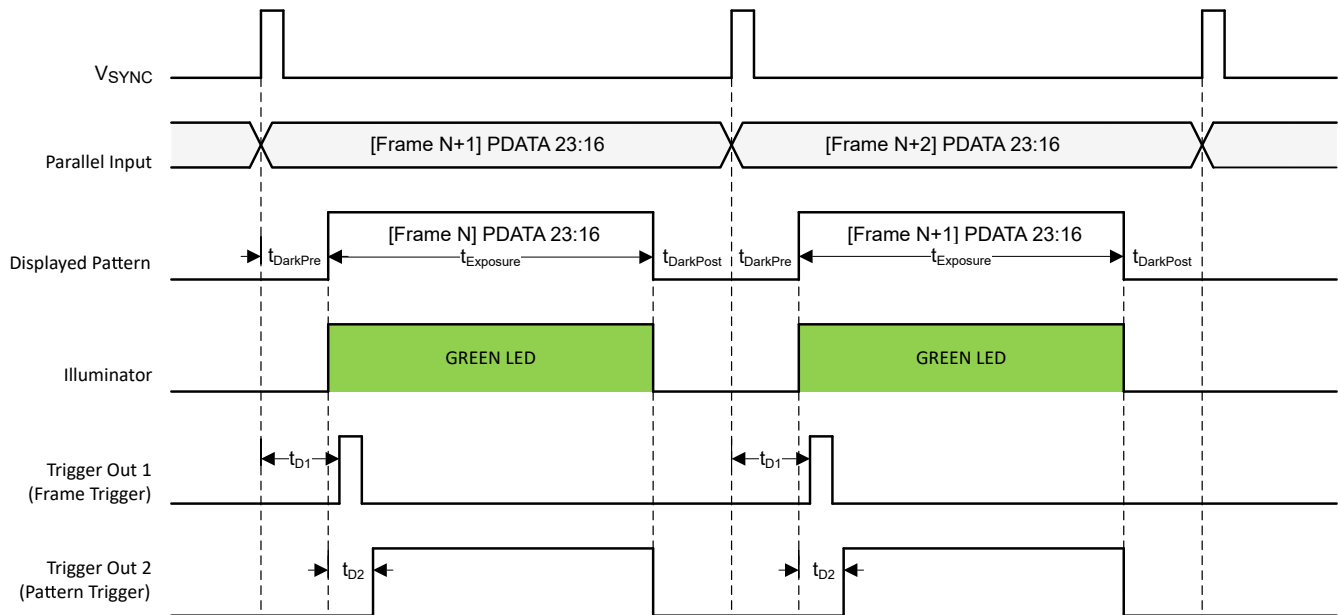 VSYNC
Parallel Input
[Frame N+1] PDATA 23:16
[Frame N+2] PDATA 23:16
Displayed Pattern
[Frame N] PDATA 23:16
[Frame N+1] PDATA 23:16
tDarkPre
tExposure
tDarkPost
tDarkPre
tExposure
tDarkPost
Illuminator
GREEN LED
GREEN LED
Trigger Out 1
(Frame Trigger)
tD1
tD1
Trigger Out 2
(Pattern Trigger)
tD2
tD2